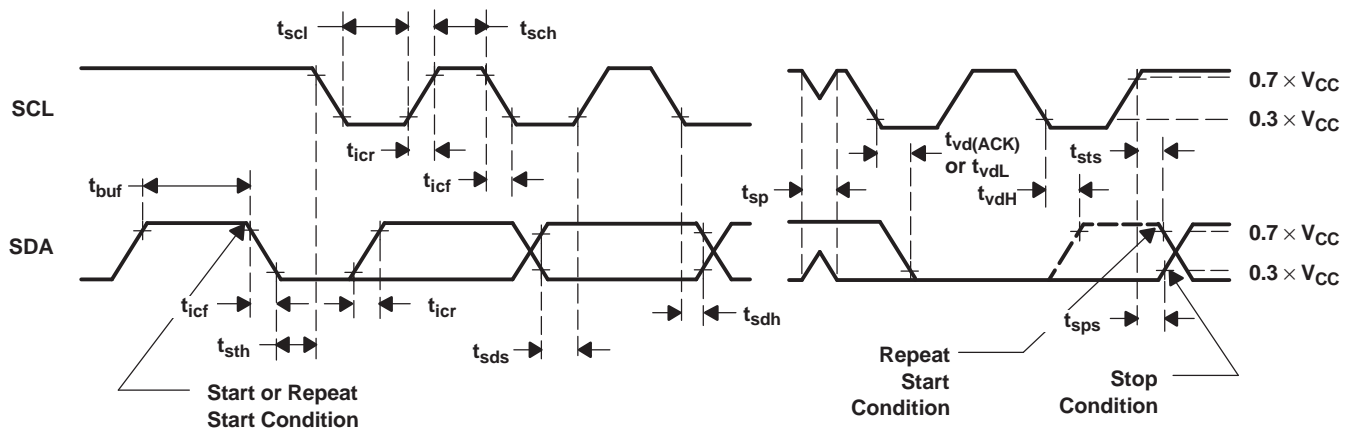 tscl
tsch
SCL
0.7 × VCC
0.3 × VCC
ticr
tvd(ACK)
or tvdL
tsts
tbuf
ticf
tsp
tvdH
SDA
0.7 × VCC
0.3 × VCC
ticf
ticr
tsdh
tsps
tsth
tsds
Repeat
Start
Condition
Stop
Condition
Start or Repeat
Start Condition